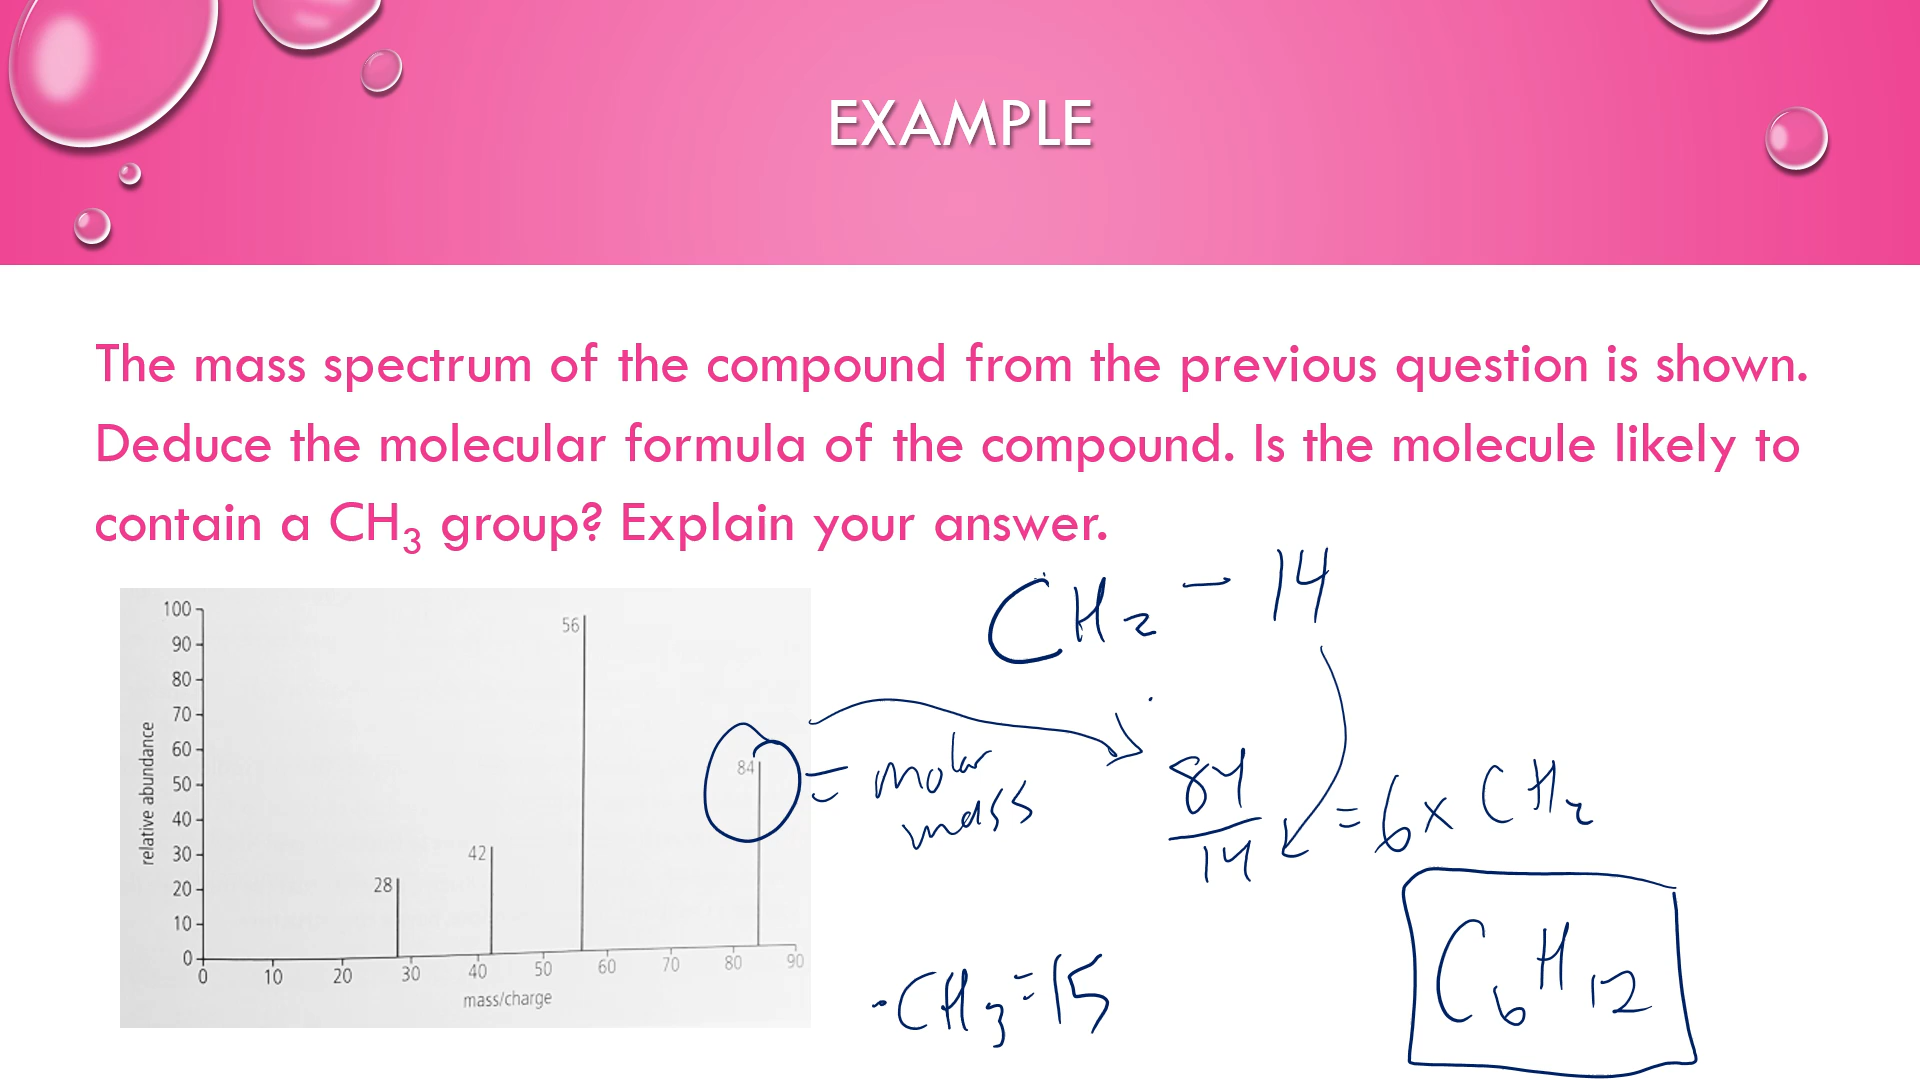 EXAMPLE
The mass spectrum of the compound from the previous question is shown.
Deduce the molecular formula of the compound. Is the molecule likely to
contain a CH₃ group? Explain your answer.
CH₂ - 14
100
90
80
70
60
50
40
30
20
10
0
relative abundance
28
42
56
84
0 10 20 30 40 50 60 70 80 90
mass/charge
= molar
mass
84
14
= 6 x CH₂
·CH₃ = 15
C₆H₁₂